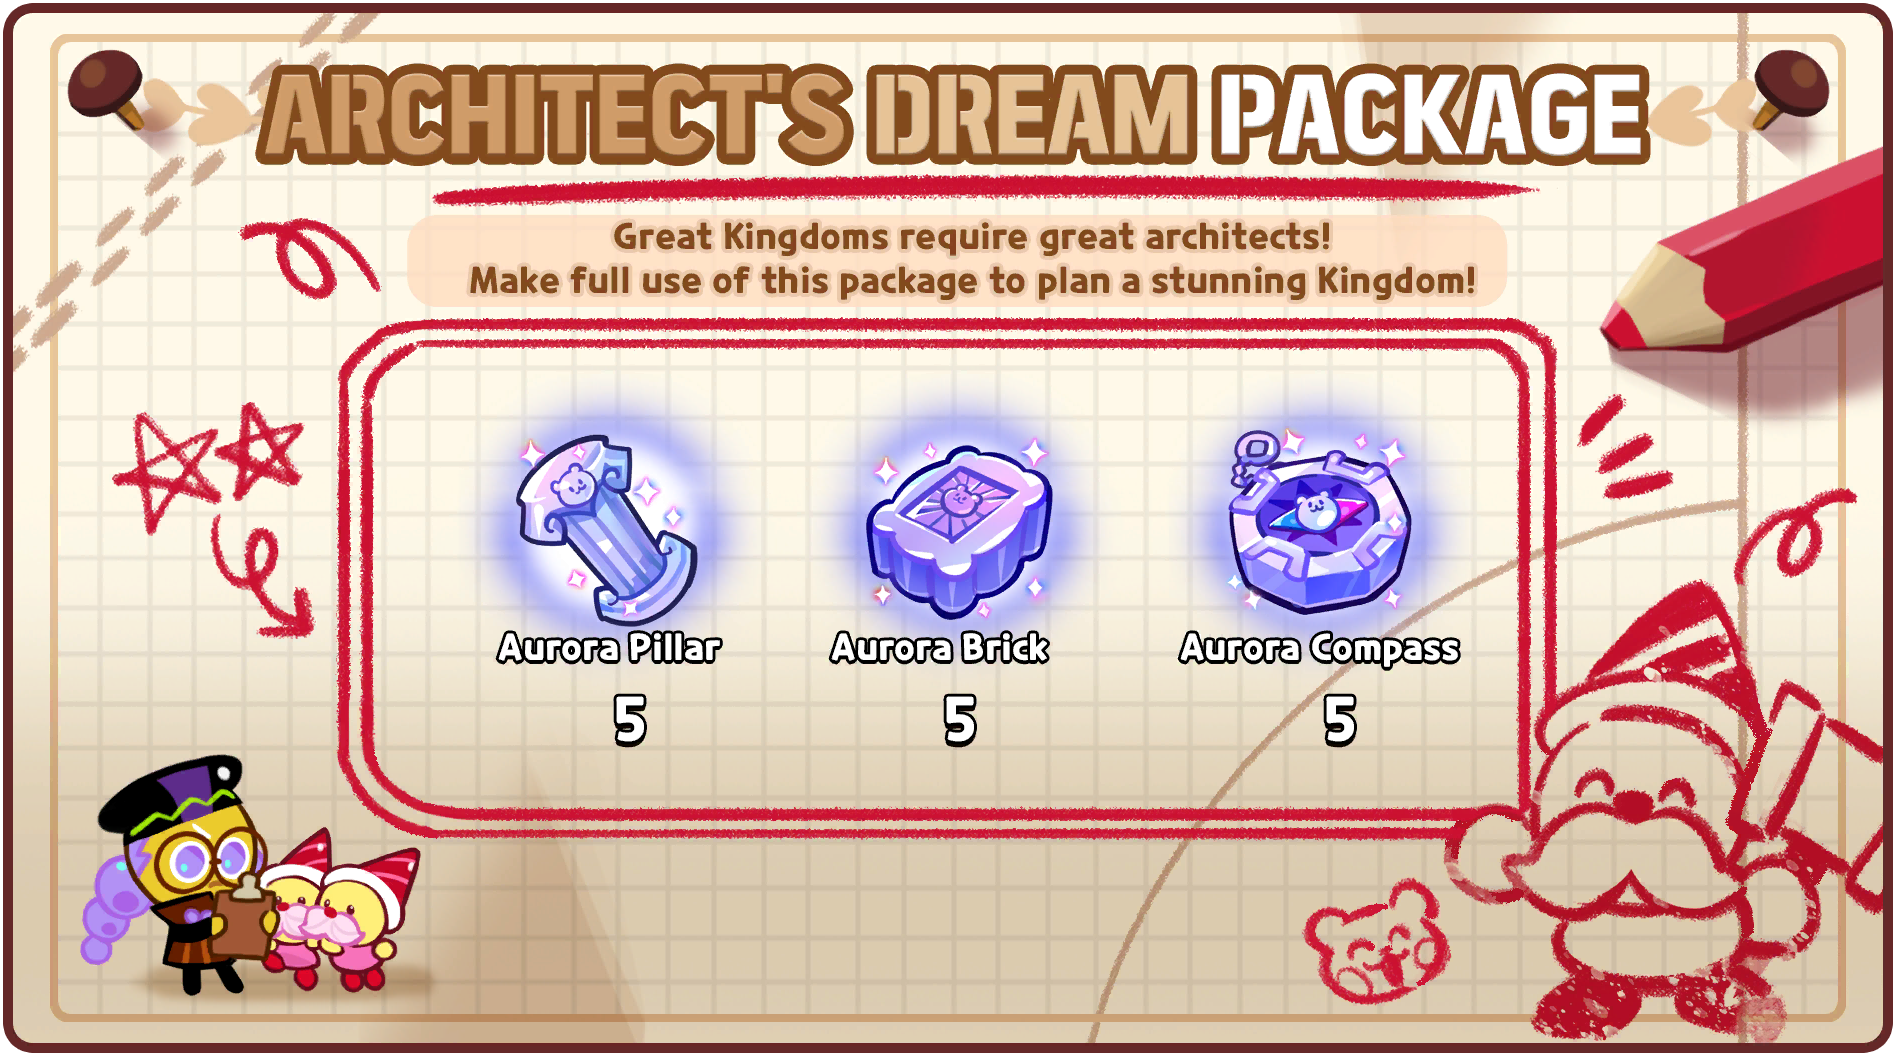 ARCHITECT'S DREAM PACKAGE
Great Kingdoms require great architects!
Make full use of this package to plan a stunning Kingdom!
Aurora Pillar
Aurora Brick
Aurora Compass
5
5
5